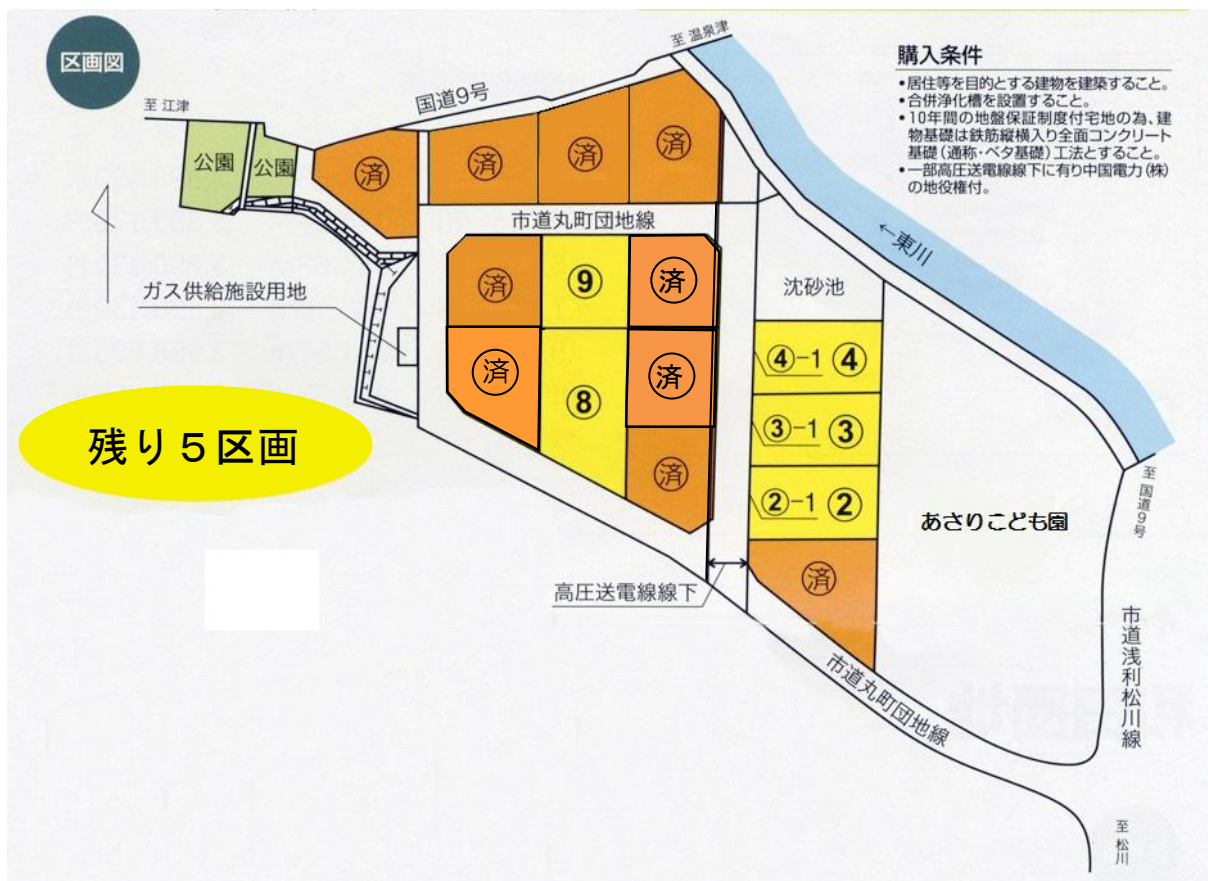 区画図
至 温泉津
購入条件
•居住等を目的とする建物を建築すること。
•合併浄化槽を設置すること。
•10年間の地盤保証制度付宅地の為、建
物基礎は鉄筋縦横入り全面コンクリート
基礎(通称・ベタ基礎)工法とすること。
•一部高圧送電線線下に有り中国電力(株)
の地役権付。
至 江津
国道9号
公園
公園
済
済
済
済
市道丸町団地線
←東川
済
⑨
済
沈砂池
ガス供給施設用地
済
⑧
済
④-1 ④
残り5区画
③-1 ③
済
②-1 ②
あさりこども園
至 国道9号
高圧送電線線下
済
市道丸町団地線
市道浅利松川線
至 松川